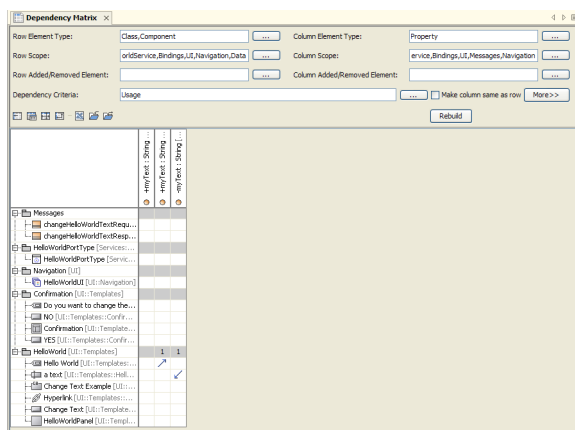 Dependency Matrix
Row Element Type: Class,Component ... Column Element Type: Property ...
Row Scope: orldService,Bindings,UI,Navigation,Data ... Column Scope: ervice,Bindings,UI,Messages,Navigation ...
Row Added/Removed Element: ... Column Added/Removed Element: ...
Dependency Criteria: Usage ... Make column same as row More>>
Rebuild
+myText : String ...
+myText : String ...
-myText : String [...
Messages
changeHelloWorldTextRequ...
changeHelloWorldTextResp...
HelloWorldPortType [Services:...
HelloWorldPortType [Servic...
Navigation [UI]
HelloWorldUI [UI::Navigation]
Confirmation [UI::Templates]
Do you want to change the...
NO [UI::Templates::Confir...
Confirmation [UI::Template...
YES [UI::Templates::Confi...
HelloWorld [UI::Templates] 1 1
Hello World [UI::Templates:...
a text [UI::Templates::Hell...
Change Text Example [UI::...
Hyperlink [UI::Templates::...
Change Text [UI::Template...
HelloWorldPanel [UI::Templ...